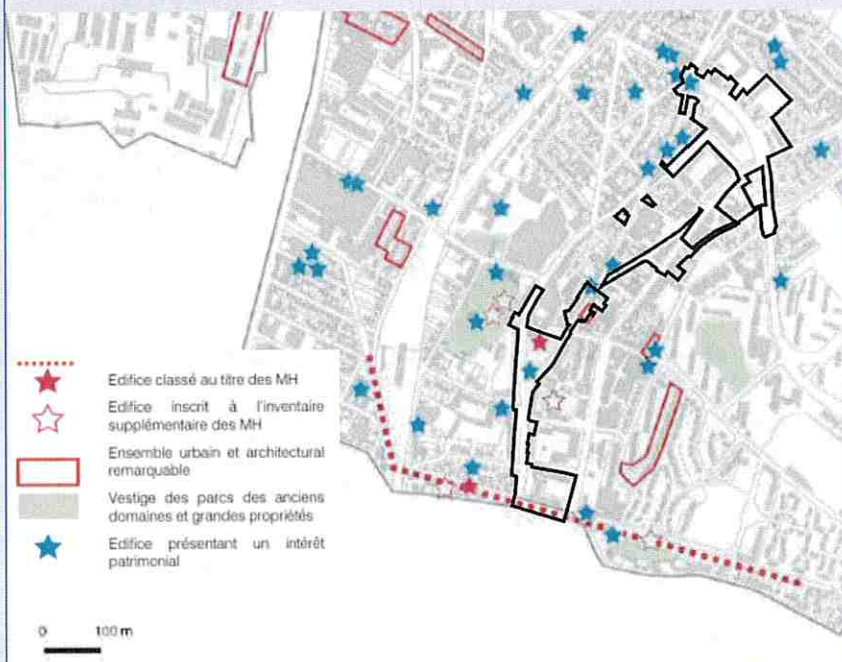 Edifice classé au titre des MH
Edifice inscrit à l'inventaire
supplémentaire des MH
Ensemble urbain et architectural
remarquable
Vestige des parcs des anciens
domaines et grandes propriétés
Edifice présentant un intérêt
patrimonial
0 100 m